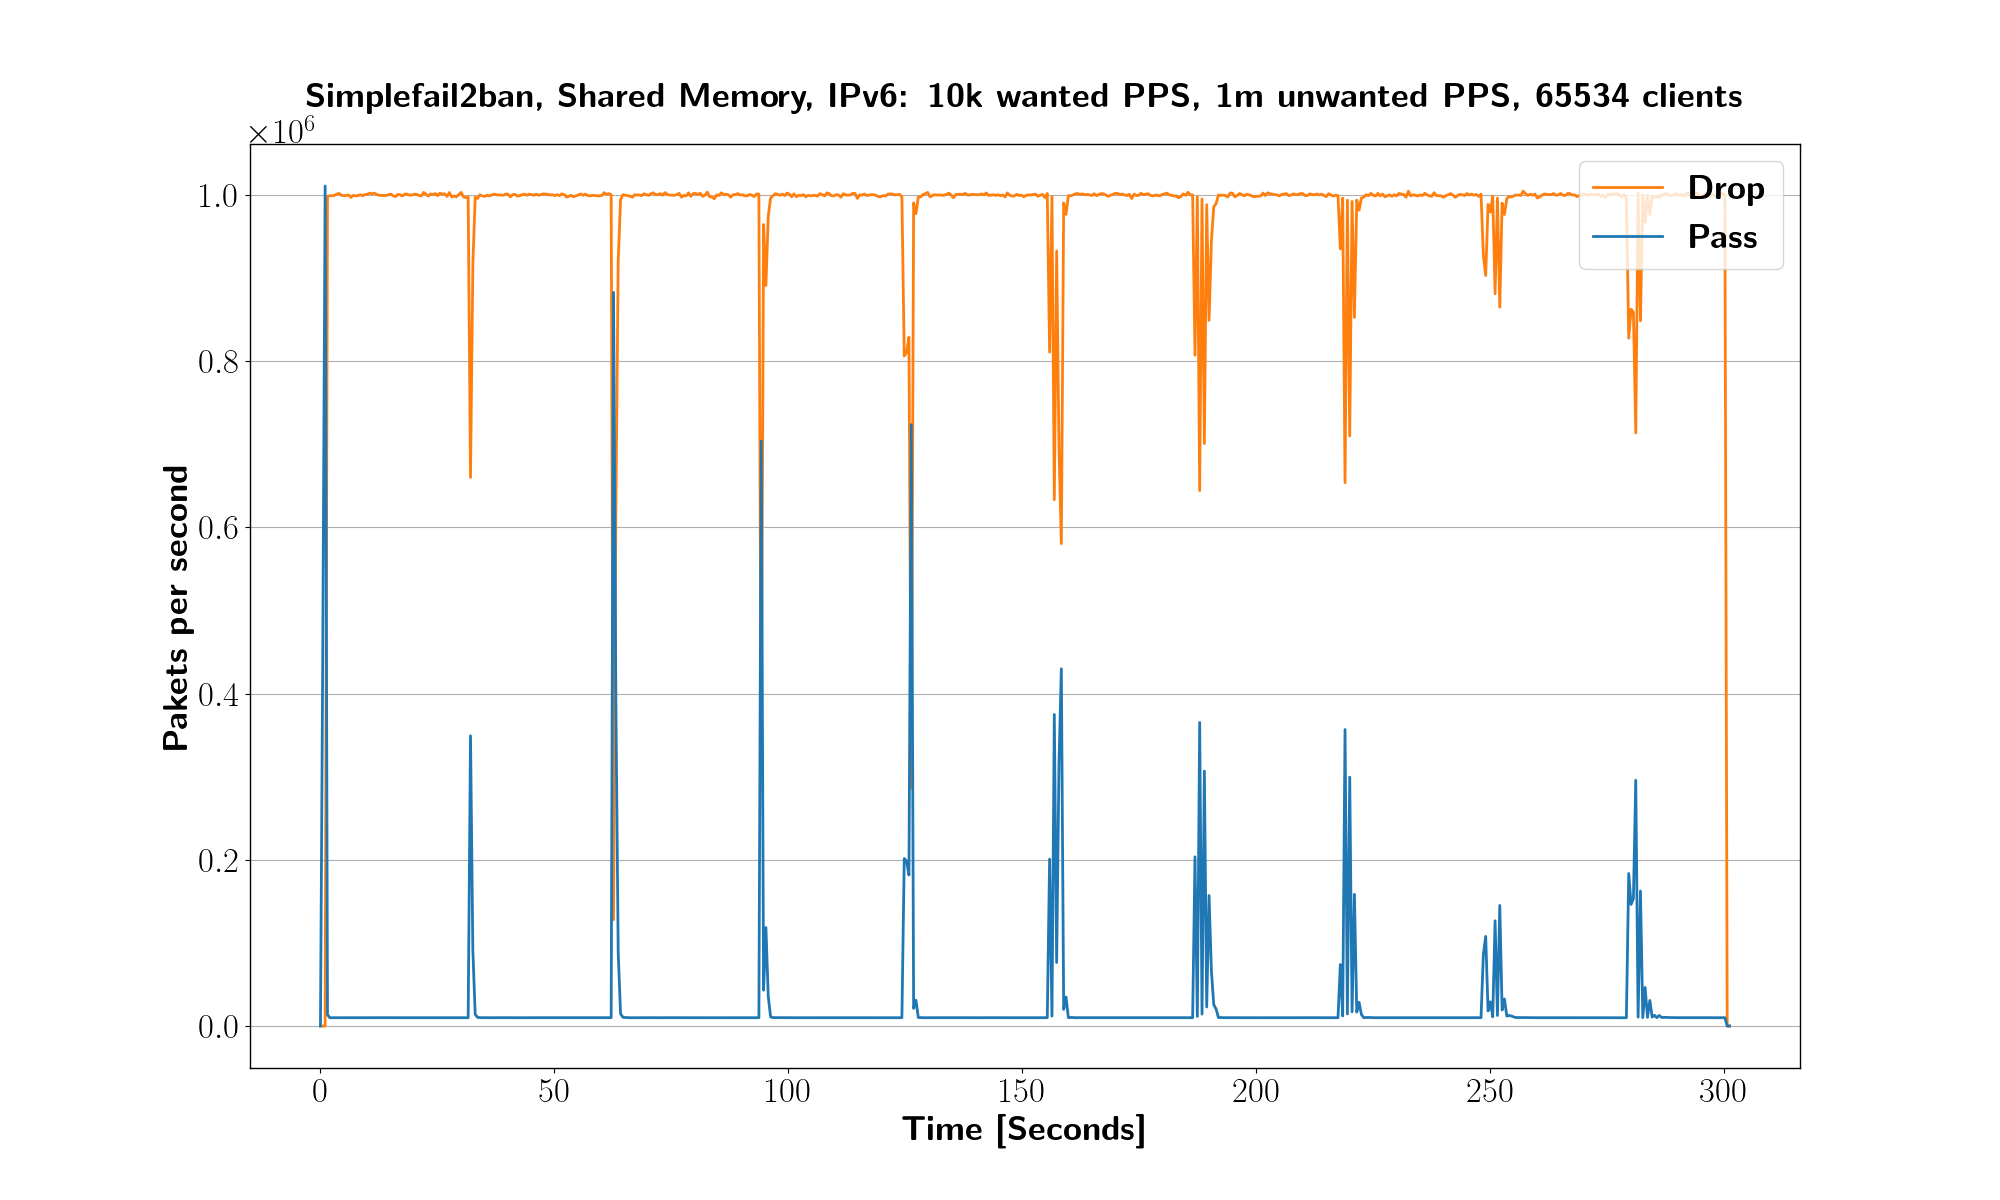 Simplefail2ban, Shared Memory, IPv6: 10k wanted PPS, 1m unwanted PPS, 65534 clients
×10⁶
1.0
0.8
0.6
0.4
0.2
0.0
Pakets per second
Drop
Pass
0 50 100 150 200 250 300
Time [Seconds]